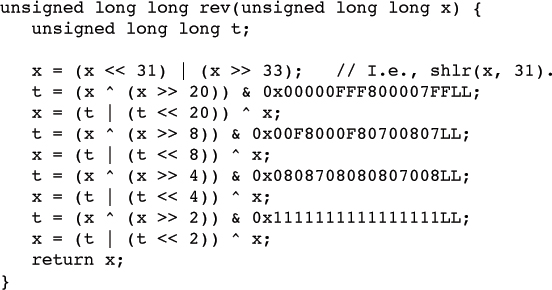 unsigned long long rev(unsigned long long x) {
unsigned long long t;
x = (x << 31) | (x >> 33); // I.e., shlr(x, 31).
t = (x ^ (x >> 20)) & 0x00000FFF800007FFLL;
x = (t | (t << 20)) ^ x;
t = (x ^ (x >> 8)) & 0x00F8000F80700807LL;
x = (t | (t << 8)) ^ x;
t = (x ^ (x >> 4)) & 0x0808708080807008LL;
x = (t | (t << 4)) ^ x;
t = (x ^ (x >> 2)) & 0x1111111111111111LL;
x = (t | (t << 2)) ^ x;
return x;
}